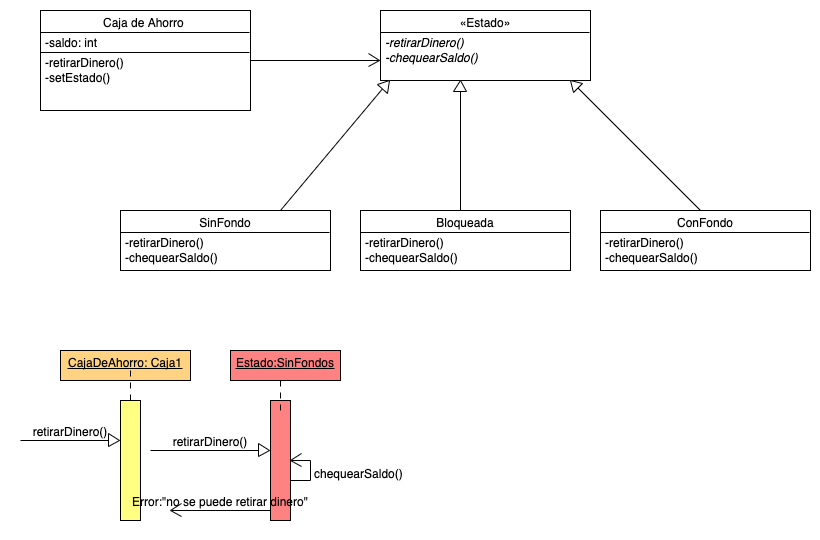 Caja de Ahorro
-saldo: int
-retirarDinero()
-setEstado()
«Estado»
-retirarDinero()
-chequearSaldo()
SinFondo
-retirarDinero()
-chequearSaldo()
Bloqueada
-retirarDinero()
-chequearSaldo()
ConFondo
-retirarDinero()
-chequearSaldo()
CajaDeAhorro: Caja1
Estado:SinFondos
retirarDinero()
retirarDinero()
chequearSaldo()
Error:"no se puede retirar dinero"